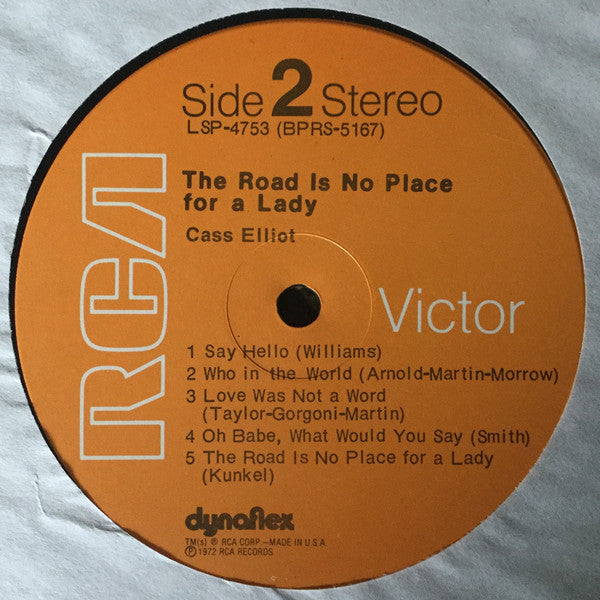 Side 2 Stereo
LSP-4753 (BPRS-5167)
The Road Is No Place
for a Lady
Cass Elliot
RCA
Victor
1 Say Hello (Williams)
2 Who in the World (Arnold-Martin-Morrow)
3 Love Was Not a Word
(Taylor-Gorgoni-Martin)
4 Oh Babe, What Would You Say (Smith)
5 The Road Is No Place for a Lady
(Kunkel)
dynaflex
TM(s) ® RCA CORP.–MADE IN U.S.A.
℗ 1972 RCA RECORDS